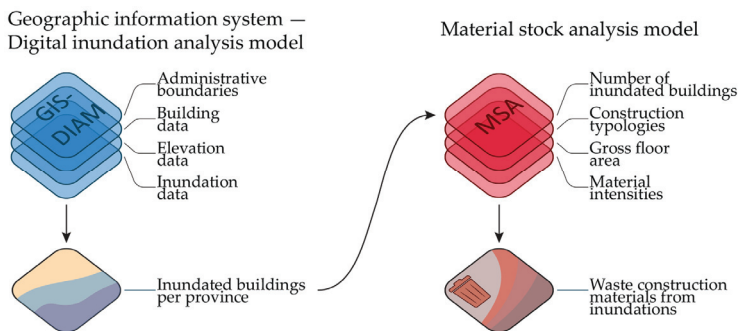 Geographic information system —
Digital inundation analysis model
GIS-
DIAM
Administrative
boundaries
Building
data
Elevation
data
Inundation
data
Inundated buildings
per province
Material stock analysis model
MSA
Number of
inundated buildings
Construction
typologies
Gross floor
area
Material
intensities
Waste construction
materials from
inundations